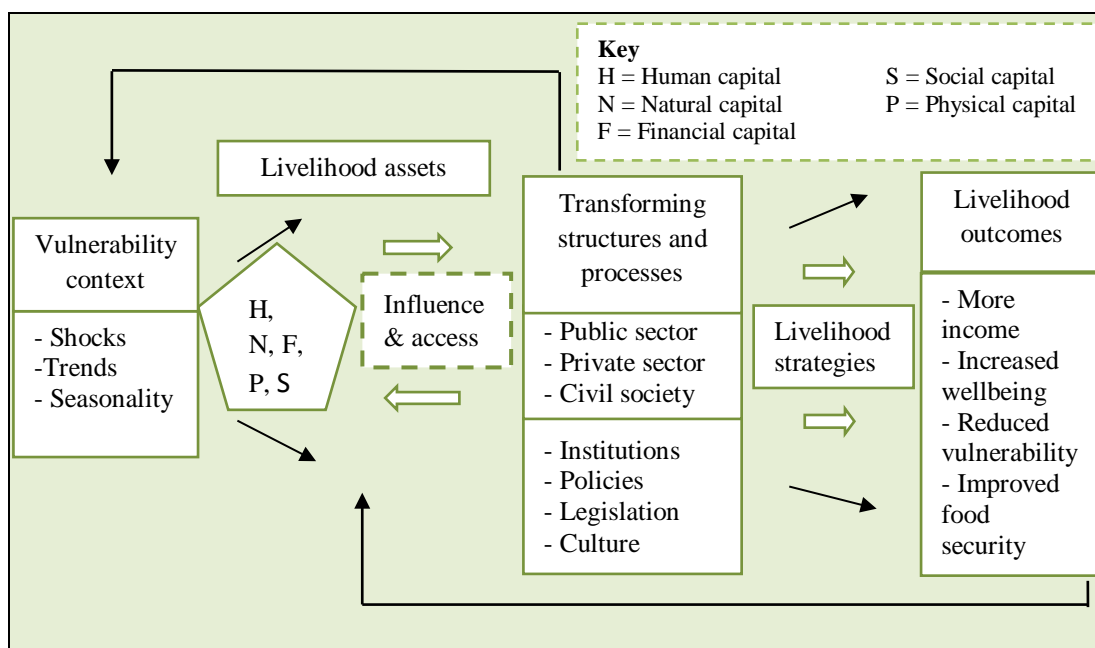 Key
H = Human capital
S = Social capital
N = Natural capital
P = Physical capital
F = Financial capital
Livelihood assets
Vulnerability
context
- Shocks
-Trends
- Seasonality
H,
N, F,
P, S
Influence
& access
Transforming
structures and
processes
- Public sector
- Private sector
- Civil society
- Institutions
- Policies
- Legislation
- Culture
Livelihood
strategies
Livelihood
outcomes
- More
income
- Increased
wellbeing
- Reduced
vulnerability
- Improved
food
security